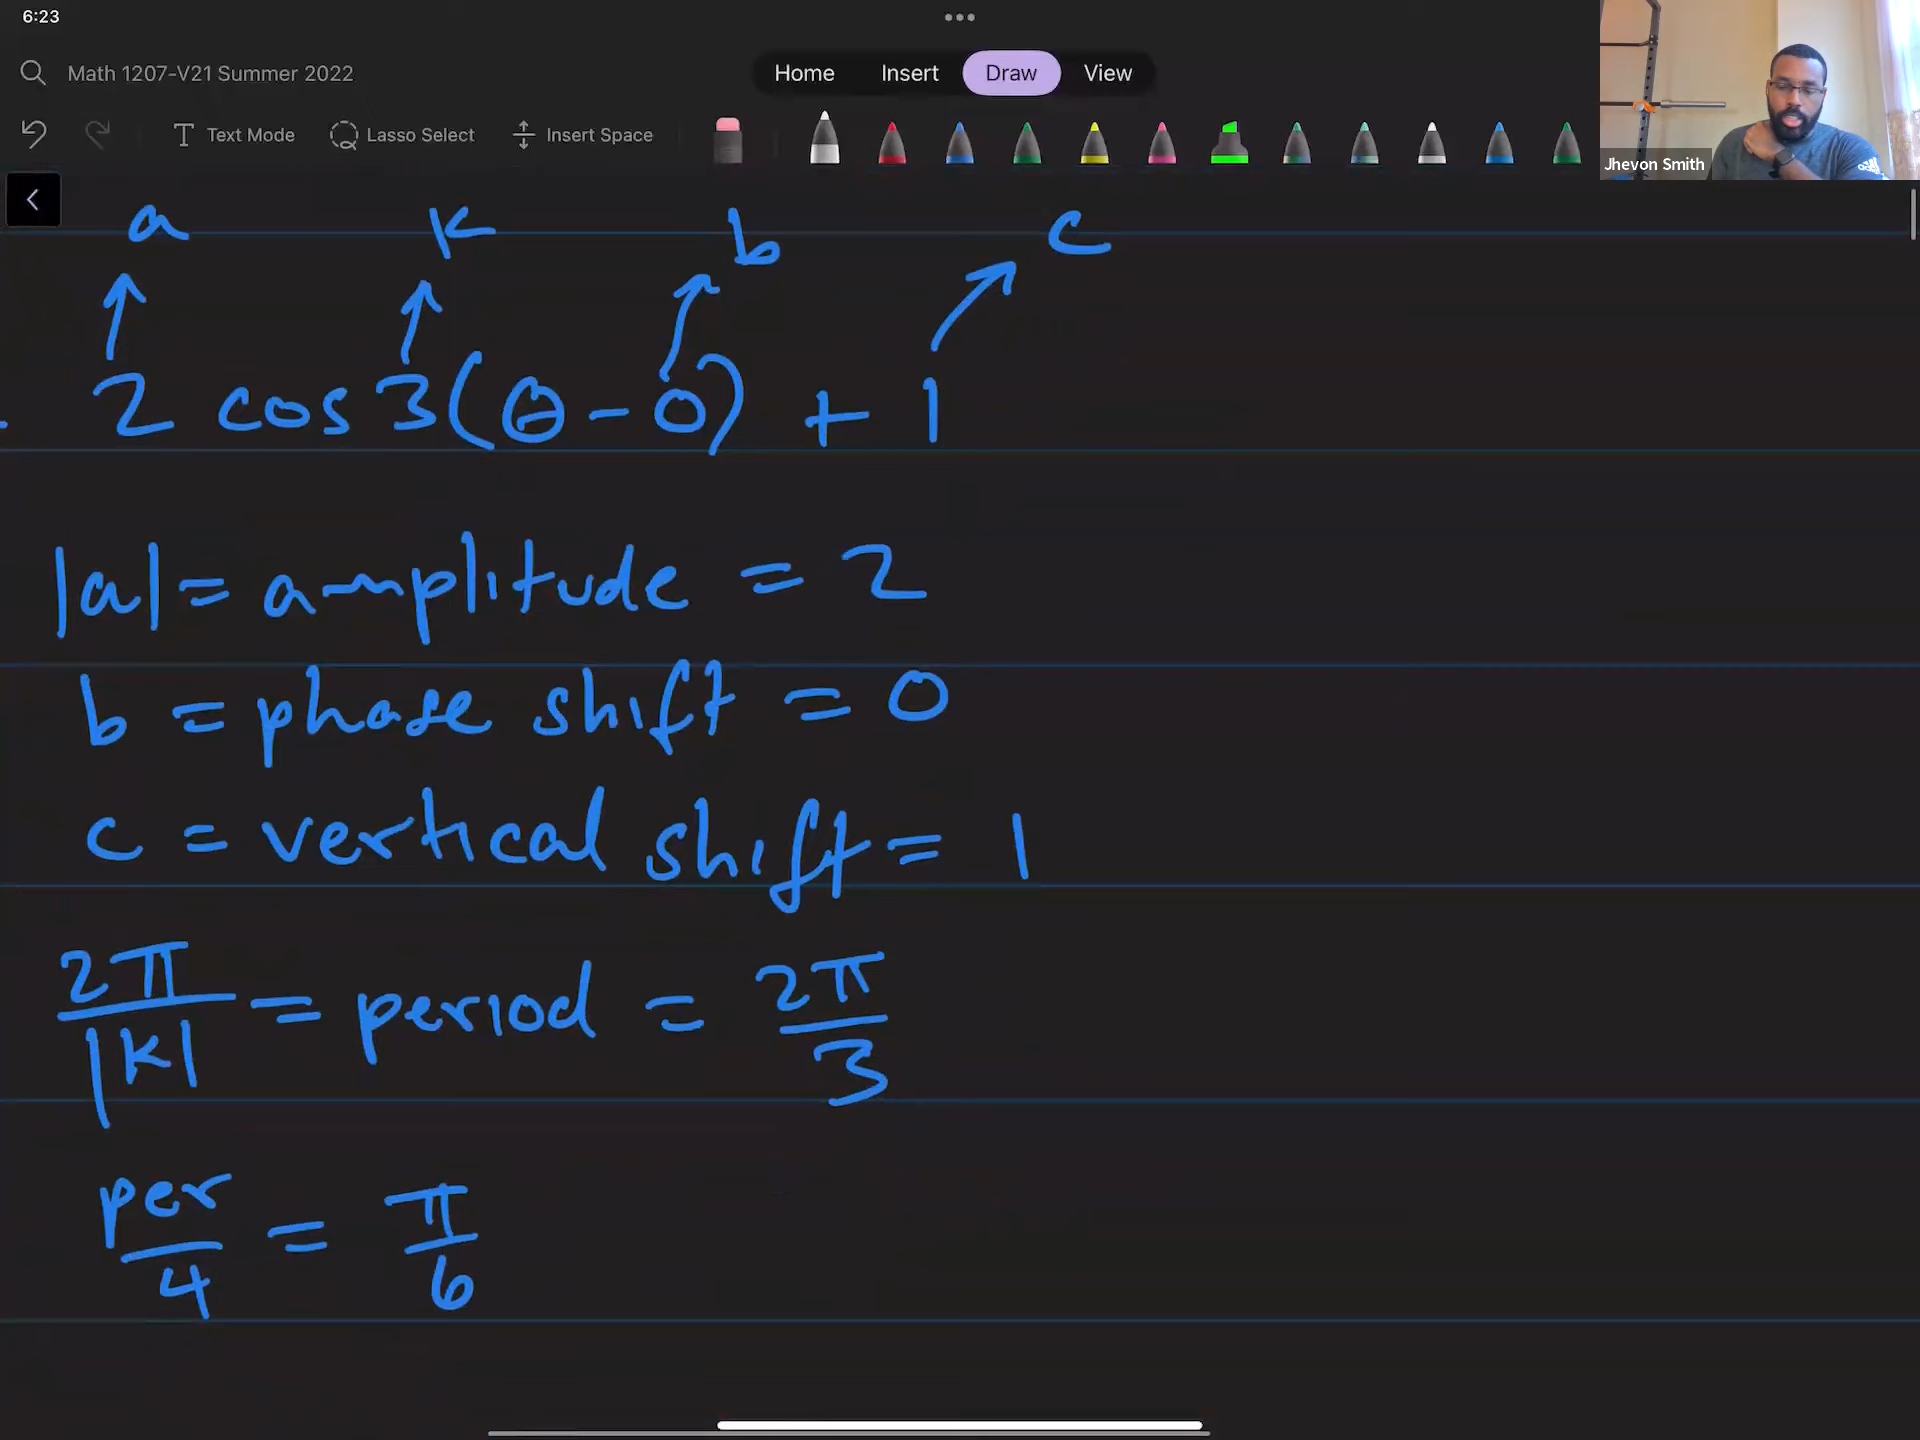 6:23
Math 1207-V21 Summer 2022
Home Insert Draw View
Text Mode Lasso Select Insert Space
Jhevon Smith
a k b c
2 cos 3(θ - 0) + 1
|a| = amplitude = 2
b = phase shift = 0
c = vertical shift = 1
2π/|k| = period = 2π/3
per/4 = π/6